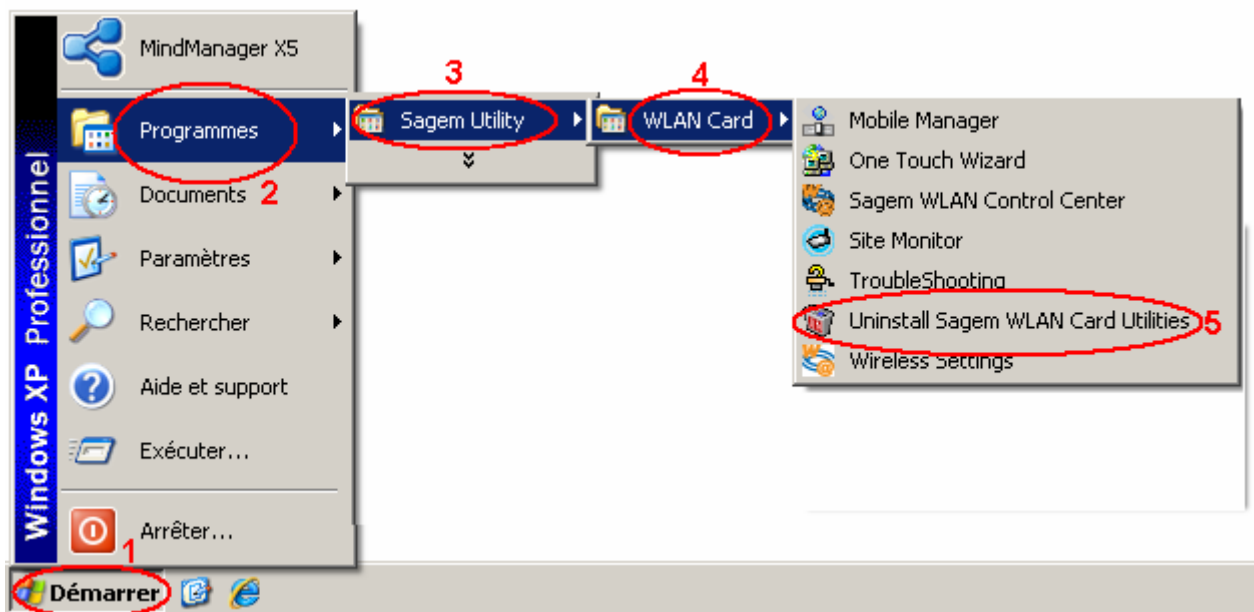 MindManager X5
3
4
Programmes
Sagem Utility
WLAN Card
Mobile Manager
2
One Touch Wizard
Documents
Sagem WLAN Control Center
Paramètres
Site Monitor
TroubleShooting
Rechercher
Uninstall Sagem WLAN Card Utilities
5
Wireless Settings
Aide et support
Exécuter...
Arrêter...
1
Démarrer
Windows XP Professionnel